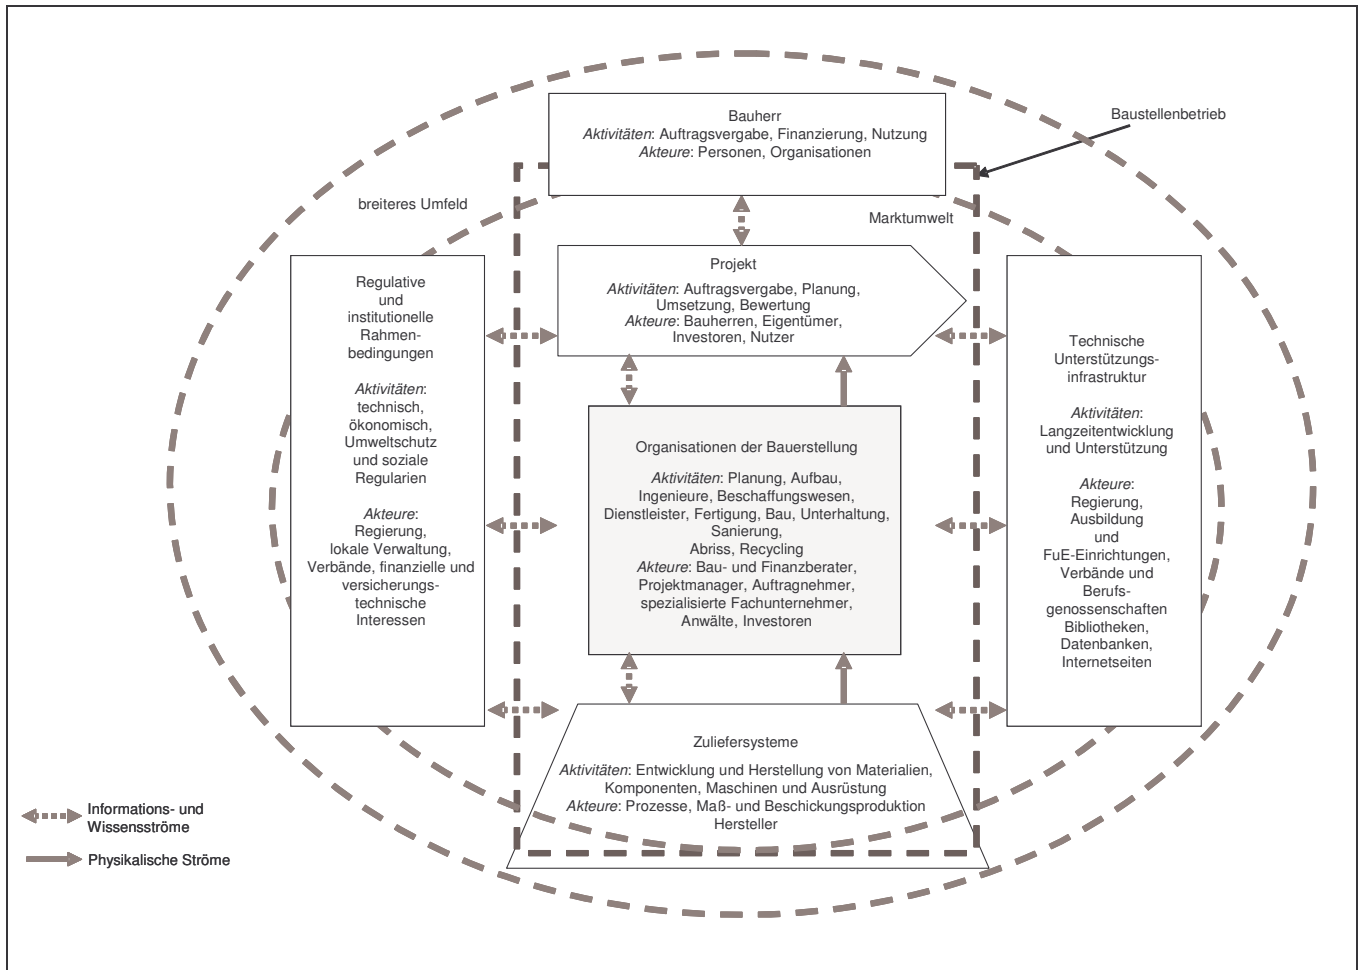 Bauherr
Aktivitäten: Auftragsvergabe, Finanzierung, Nutzung
Akteure: Personen, Organisationen
Baustellenbetrieb
breiteres Umfeld
Marktumwelt
Projekt
Aktivitäten: Auftragsvergabe, Planung,
Umsetzung, Bewertung
Akteure: Bauherren, Eigentümer,
Investoren, Nutzer
Regulative
und
institutionelle
Rahmen-
bedingungen
Aktivitäten:
technisch,
ökonomisch,
Umweltschutz
und soziale
Regularien
Akteure:
Regierung,
lokale Verwaltung,
Verbände, finanzielle und
versicherungs-
technische
Interessen
Organisationen der Bauerstellung
Aktivitäten: Planung, Aufbau,
Ingenieure, Beschaffungswesen,
Dienstleister, Fertigung, Bau, Unterhaltung,
Sanierung,
Abriss, Recycling
Akteure: Bau- und Finanzberater,
Projektmanager, Auftragnehmer,
spezialisierte Fachunternehmer,
Anwälte, Investoren
Technische
Unterstützungs-
infrastruktur
Aktivitäten:
Langzeitentwicklung
und Unterstützung
Akteure:
Regierung,
Ausbildung
und
FuE-Einrichtungen,
Verbände und
Berufs-
genossenschaften
Bibliotheken,
Datenbanken,
Internetseiten
Zuliefersysteme
Aktivitäten: Entwicklung und Herstellung von Materialien,
Komponenten, Maschinen und Ausrüstung
Akteure: Prozesse, Maß- und Beschickungsproduktion
Hersteller
Informations- und
Wissensströme
Physikalische Ströme